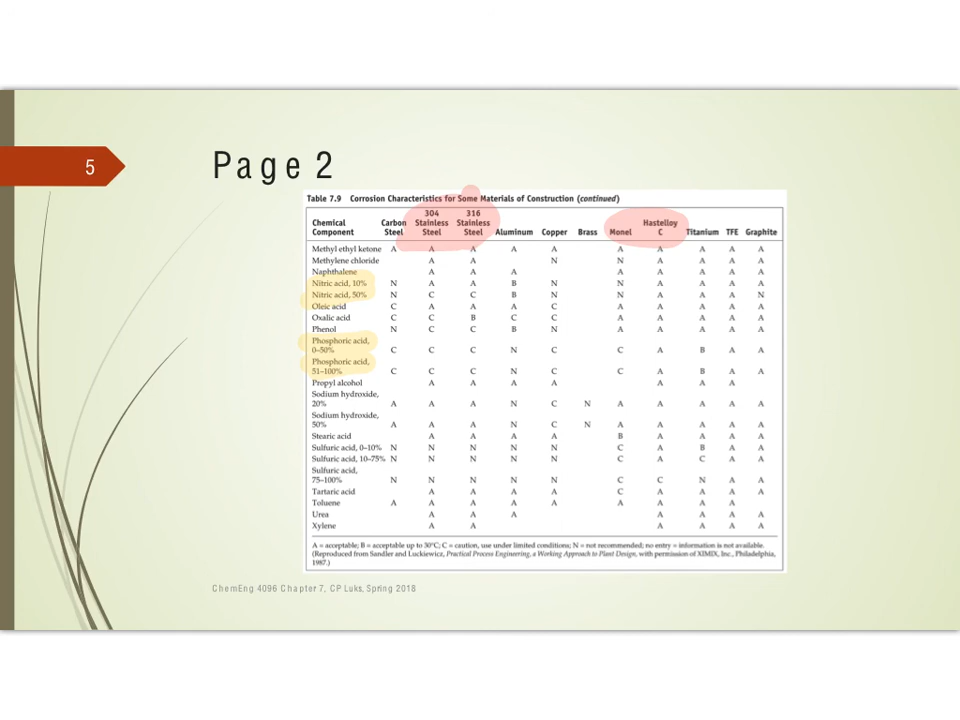 5
Page 2
Table 7.9 Corrosion Characteristics for Some Materials of Construction (continued)
Chemical Component Carbon Steel 304 Stainless Steel 316 Stainless Steel Aluminum Copper Brass Monel Hastelloy C Titanium TFE Graphite
Methyl ethyl ketone A A A A A A A A A A
Methylene chloride A A N N A A A A
Naphthalene A A A A A A A A
Nitric acid, 10% N A A B N N A A A A
Nitric acid, 50% N C C B N N A A A N
Oleic acid C A A A C A A A A A
Oxalic acid C C B C C A A A A A
Phenol N C C B N A A A A A
Phosphoric acid,
0–50% C C C N C C A B A A
Phosphoric acid,
51–100% C C C N C C A B A A
Propyl alcohol A A A A A A A
Sodium hydroxide,
20% A A A N C N A A A A A
Sodium hydroxide,
50% A A A N C N A A A A A
Stearic acid A A A A B A A A A
Sulfuric acid, 0–10% N N N N N C A B A A
Sulfuric acid, 10–75% N N N N N C A C A A
Sulfuric acid,
75–100% N N N N N C C N A A
Tartaric acid A A A A C A A A A
Toluene A A A A A A A A A
Urea A A A A A A A
Xylene A A A A A A
A = acceptable; B = acceptable up to 30°C; C = caution, use under limited conditions; N = not recommended; no entry = information is not available.
(Reproduced from Sandler and Luckiewicz, Practical Process Engineering, a Working Approach to Plant Design, with permission of XIMIX, Inc., Philadelphia,
1987.)
ChemEng 4096 Chapter 7, CP Luks, Spring 2018